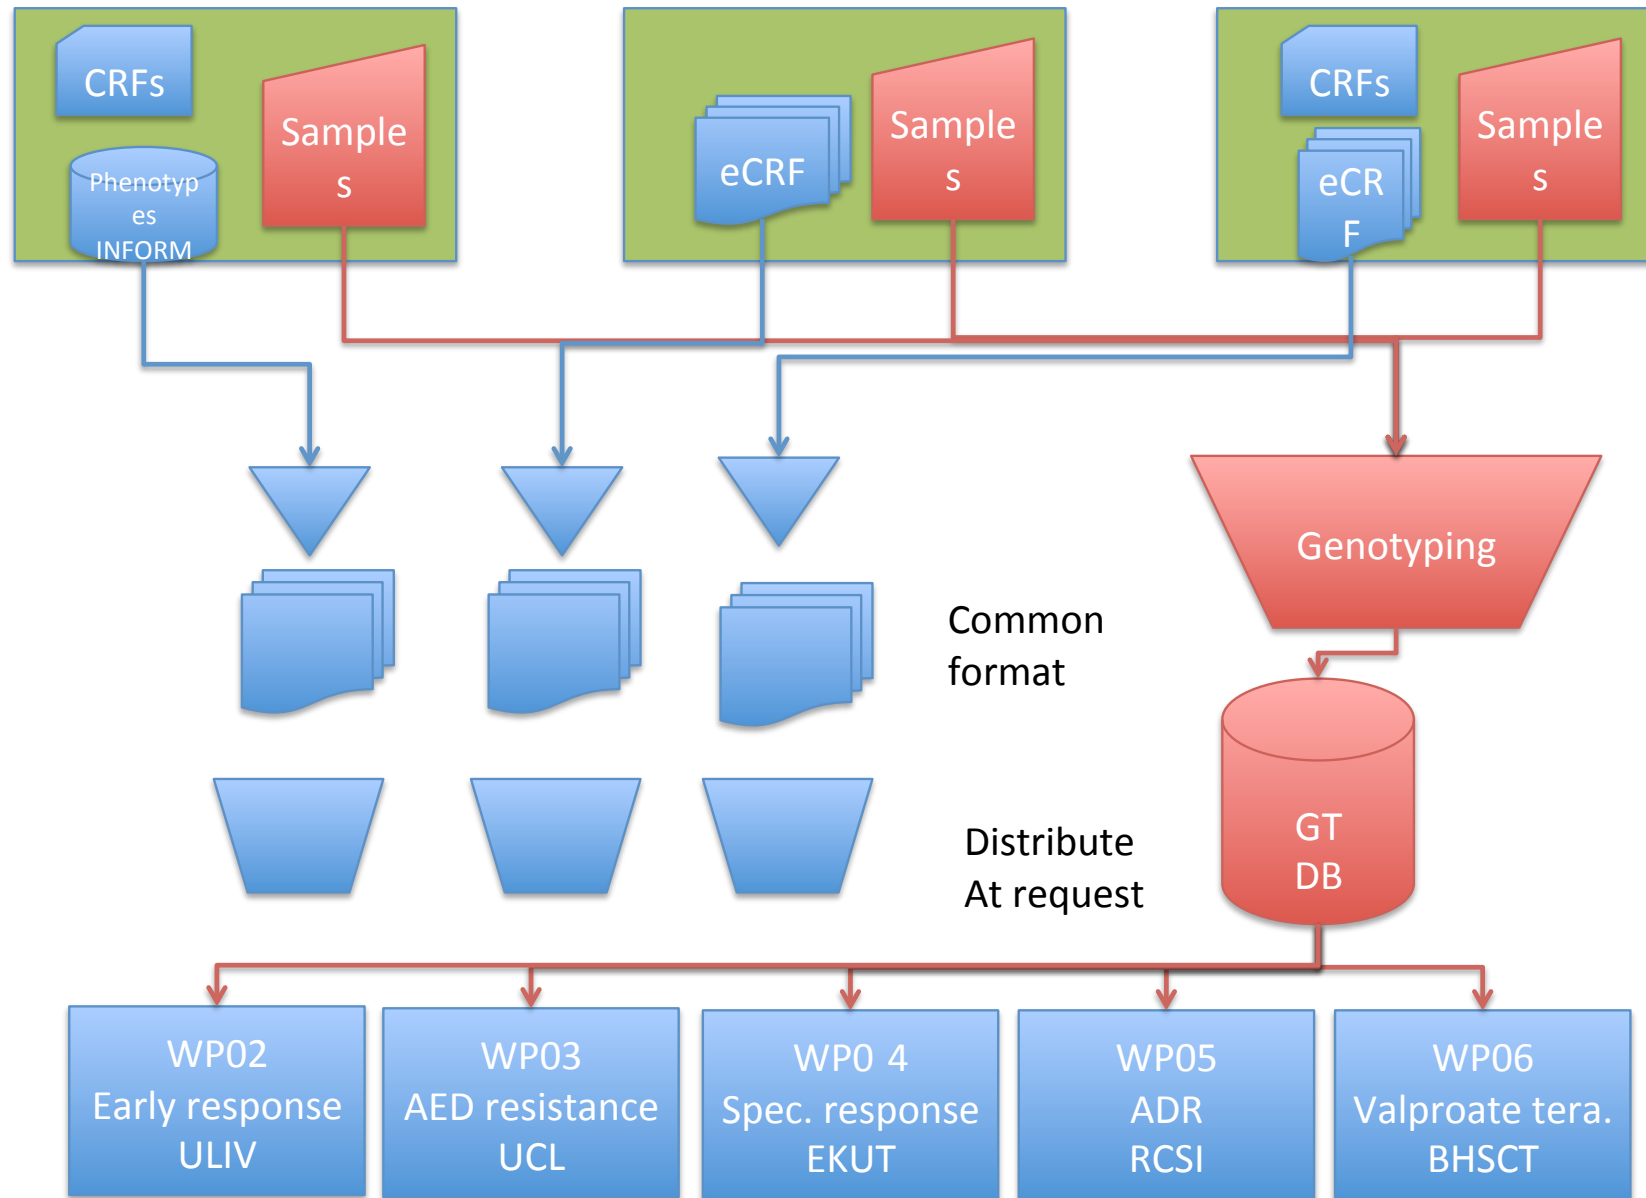 CRFs
Sample
s
Phenotyp
es
INFORM
eCRF
Sample
s
CRFs
eCR
F
Sample
s
Genotyping
Common
format
GT
DB
Distribute
At request
WP02
Early response
ULIV
WP03
AED resistance
UCL
WP0 4
Spec. response
EKUT
WP05
ADR
RCSI
WP06
Valproate tera.
BHSCT